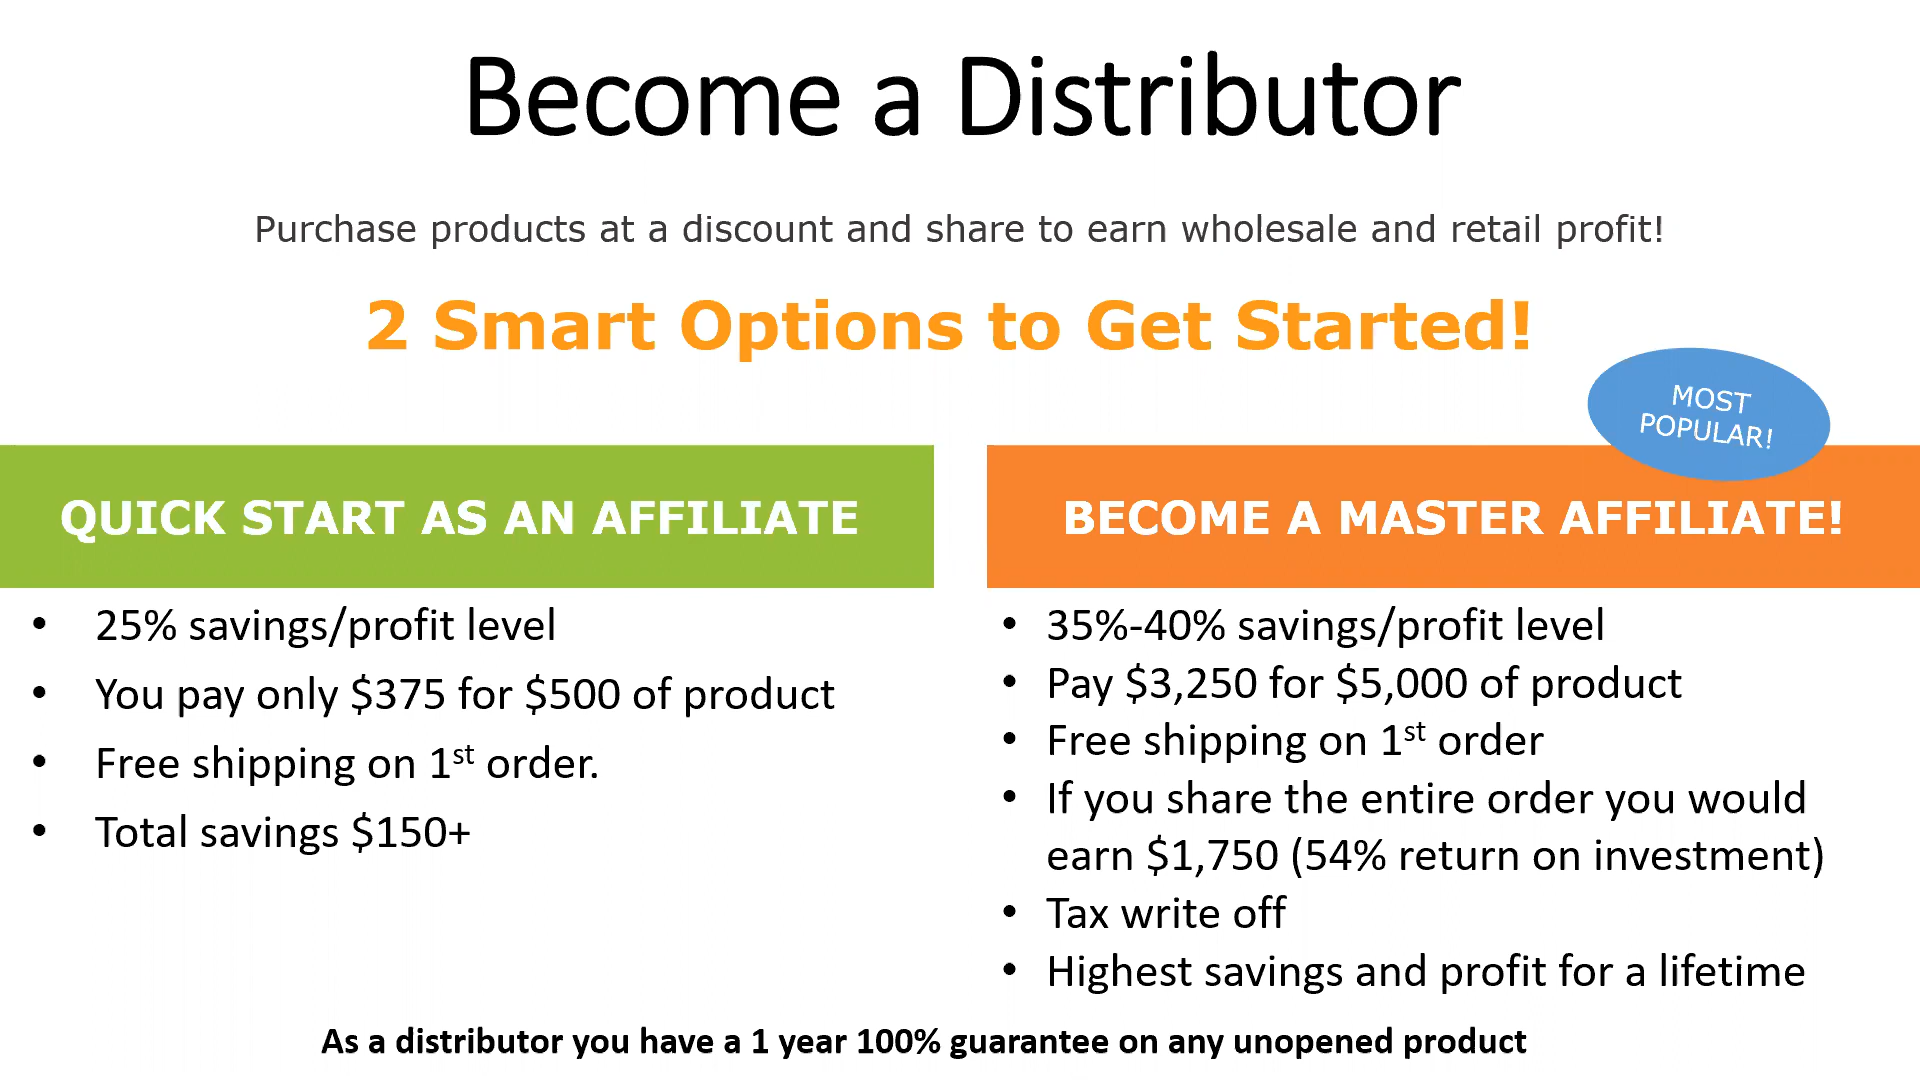 Become a Distributor
Purchase products at a discount and share to earn wholesale and retail profit!
2 Smart Options to Get Started!
MOST
POPULAR!
QUICK START AS AN AFFILIATE
• 25% savings/profit level
• You pay only $375 for $500 of product
• Free shipping on 1st order.
• Total savings $150+
BECOME A MASTER AFFILIATE!
• 35%-40% savings/profit level
• Pay $3,250 for $5,000 of product
• Free shipping on 1st order
• If you share the entire order you would
earn $1,750 (54% return on investment)
• Tax write off
• Highest savings and profit for a lifetime
As a distributor you have a 1 year 100% guarantee on any unopened product